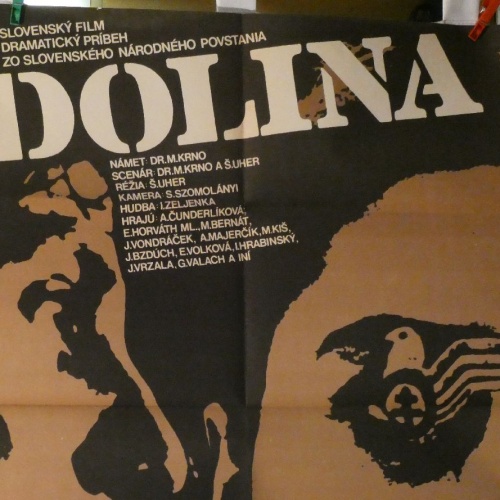 SLOVENSKÝ FILM
DRAMATICKÝ PRÍBEH
ZO SLOVENSKÉHO NÁRODNÉHO POVSTANIA
DOLINA
NÁMET: DR.M.KRNO
SCENÁR: DR.M.KRNO A Š.UHER
RÉŽIA: Š.UHER
KAMERA: S.SZOMOLÁNYI
HUDBA: I.ZELJENKA
HRAJÚ: A.ČUNDERLÍKOVÁ,
E.HORVÁTH ML., M.BERNÁT,
J.VONDRÁČEK, A.MAJERČÍK, M.KIŠ,
J.BZDÚCH, E.VOLKOVÁ, I.HRABINSKÝ,
J.VRZALA, G.VALACH A INÍ